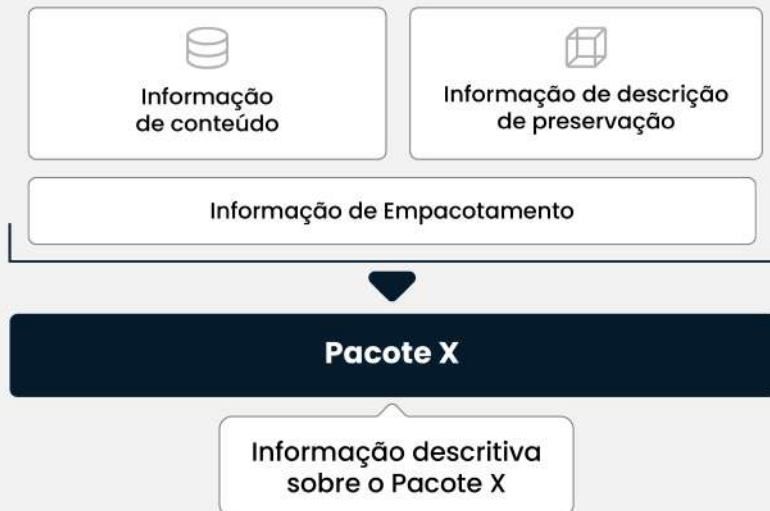 Informação
de conteúdo
Informação de descrição
de preservação
Informação de Empacotamento
Pacote X
Informação descritiva
sobre o Pacote X